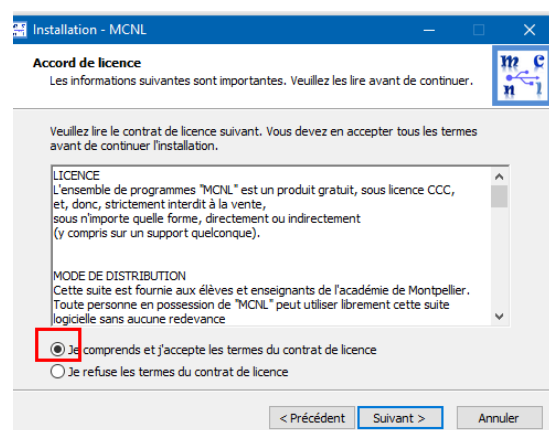 Installation - MCNL
Accord de licence
Les informations suivantes sont importantes. Veuillez les lire avant de continuer.
m c
n l
Veuillez lire le contrat de licence suivant. Vous devez en accepter tous les termes
avant de continuer l'installation.
LICENCE
L'ensemble de programmes "MCNL" est un produit gratuit, sous licence CCC,
et, donc, strictement interdit à la vente,
sous n'importe quelle forme, directement ou indirectement
(y compris sur un support quelconque).
MODE DE DISTRIBUTION
Cette suite est fournie aux élèves et enseignants de l'académie de Montpellier.
Toute personne en possession de "MCNL" peut utiliser librement cette suite
logicielle sans aucune redevance
Je comprends et j'accepte les termes du contrat de licence
Je refuse les termes du contrat de licence
< Précédent Suivant > Annuler